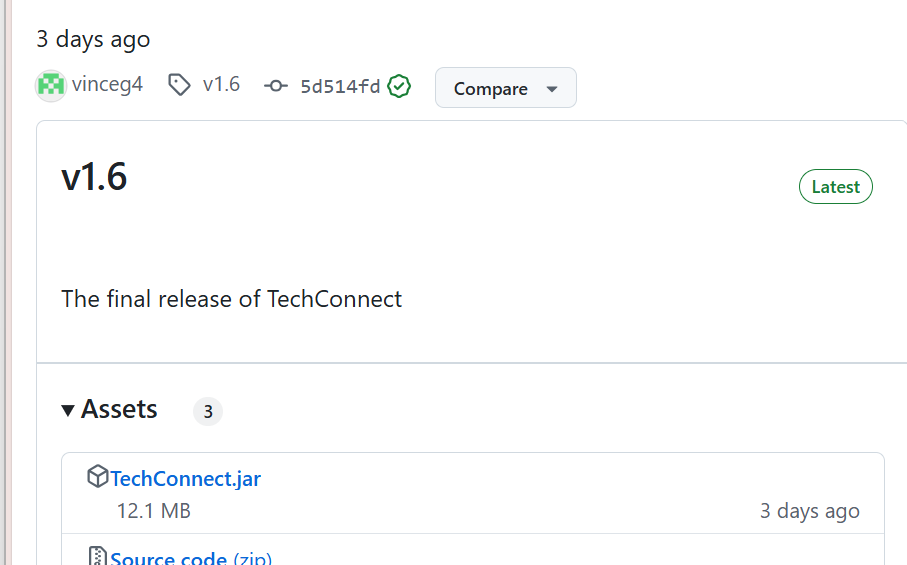 3 days ago
vinceg4 v1.6 5d514fd Compare
v1.6
Latest
The final release of TechConnect
Assets 3
TechConnect.jar
12.1 MB 3 days ago
Source code (zip)